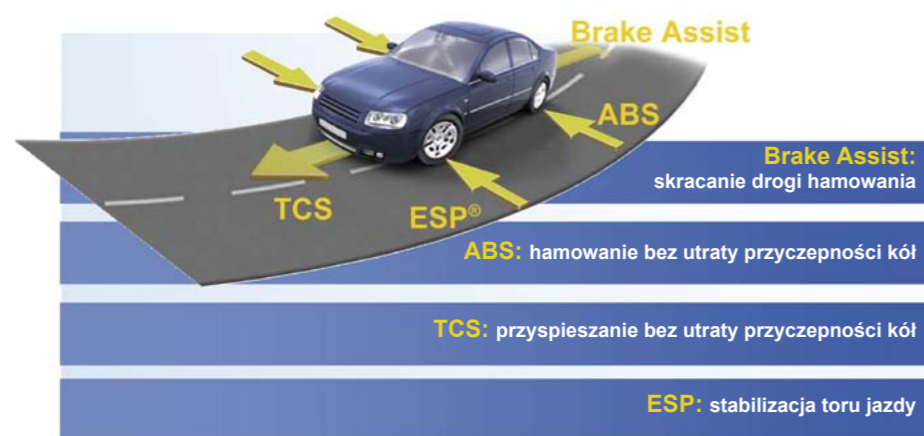 Brake Assist
ABS
TCS
ESP®
Brake Assist:
skracanie drogi hamowania
ABS: hamowanie bez utraty przyczepności kół
TCS: przyspieszanie bez utraty przyczepności kół
ESP: stabilizacja toru jazdy